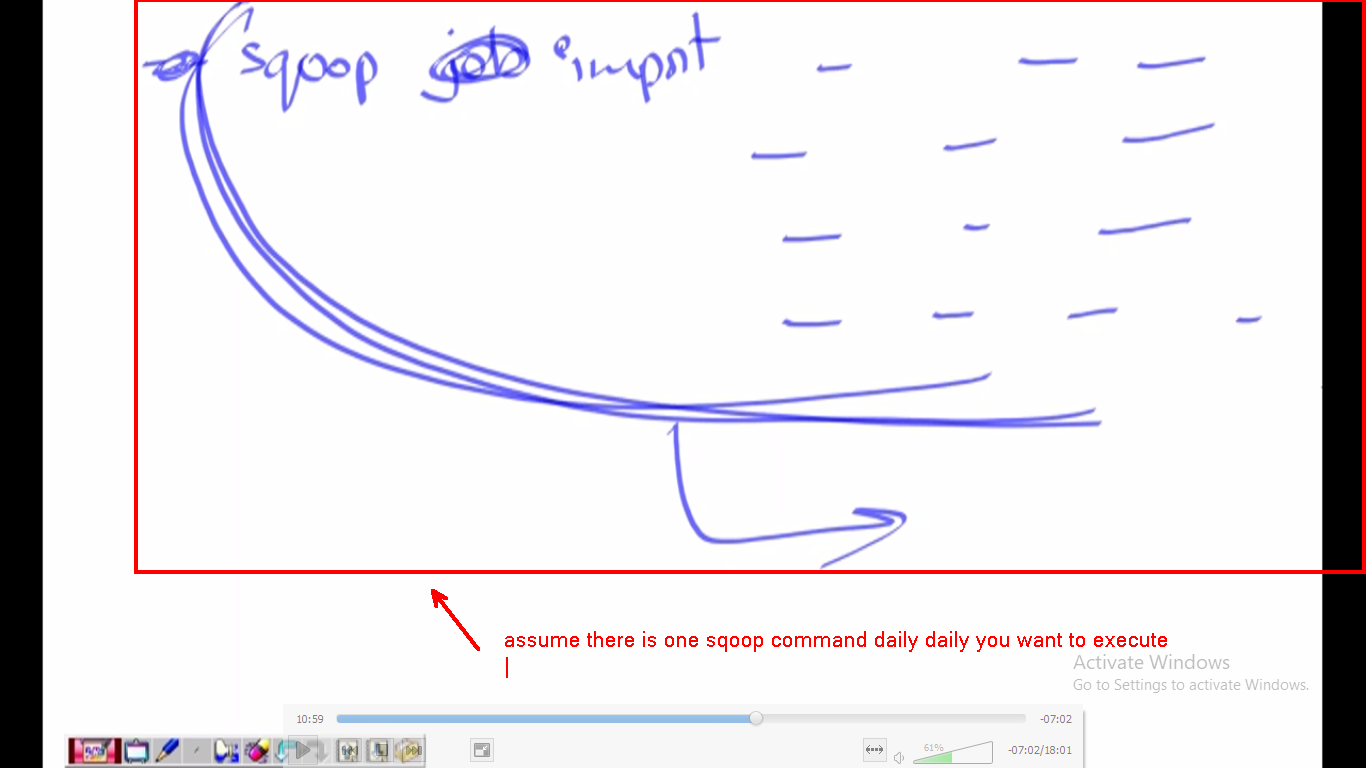 sqoop job import
assume there is one sqoop command daily daily you want to execute
Activate Windows
Go to Settings to activate Windows.
10:59
-07:02
61%
-07:02/18:01